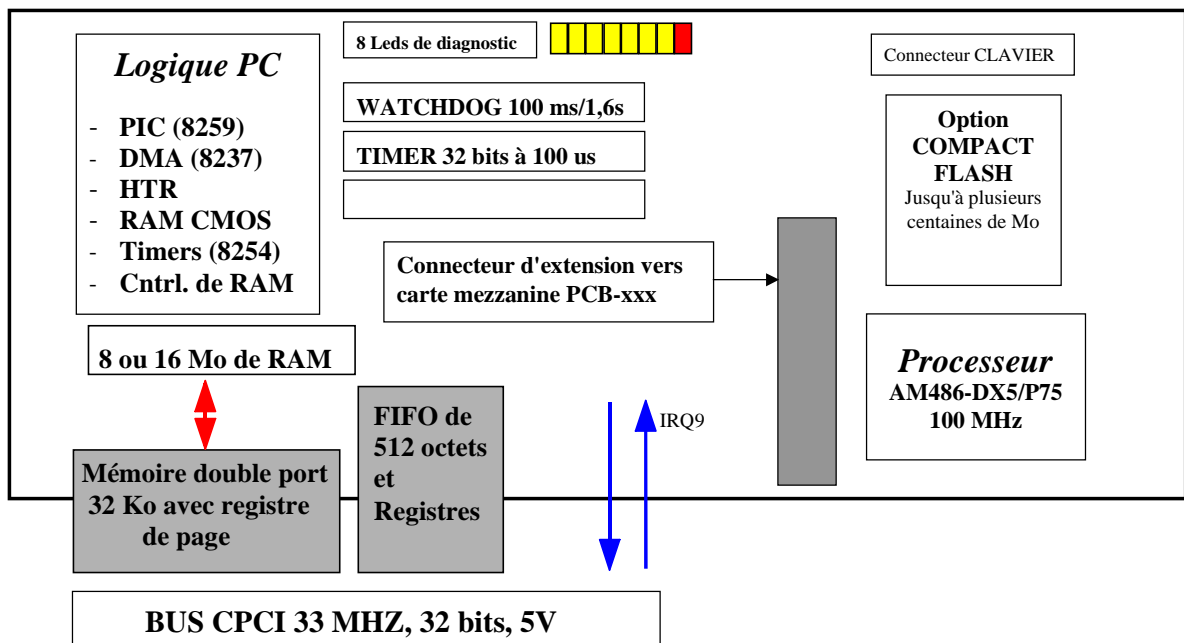 Logique PC
- PIC (8259)
- DMA (8237)
- HTR
- RAM CMOS
- Timers (8254)
- Cntrl. de RAM
8 Leds de diagnostic
WATCHDOG 100 ms/1,6s
TIMER 32 bits à 100 us
Connecteur CLAVIER
Option
COMPACT
FLASH
Jusqu'à plusieurs
centaines de Mo
Connecteur d'extension vers
carte mezzanine PCB-xxx
8 ou 16 Mo de RAM
Processeur
AM486-DX5/P75
100 MHz
FIFO de
512 octets
et
Registres
IRQ9
Mémoire double port
32 Ko avec registre
de page
BUS CPCI 33 MHZ, 32 bits, 5V